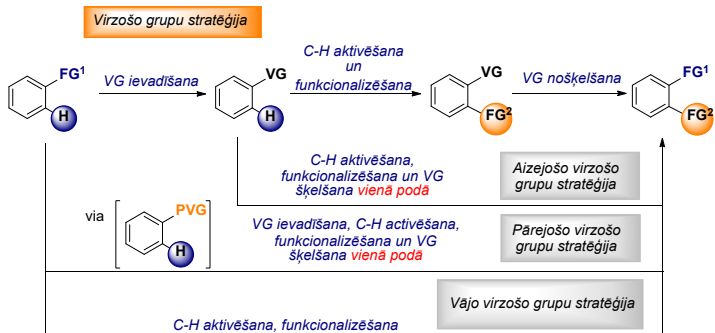 Virzošo grupu stratēģija
FG¹
H
VG ievadīšana
VG
H
C-H aktivēšana
un
funkcionalizēšana
VG
FG²
VG nošķelšana
FG¹
FG²
C-H aktivēšana,
funkcionalizēšana un VG
šķelšana vienā podā
Aizejošo virzošo
grupu stratēģija
via
PVG
H
VG ievadīšana, C-H activēšana,
funkcionalizēšana un VG
šķelšana vienā podā
Pārejošo virzošo
grupu stratēģija
Vājo virzošo grupu stratēģija
C-H aktivēšana, funkcionalizēšana